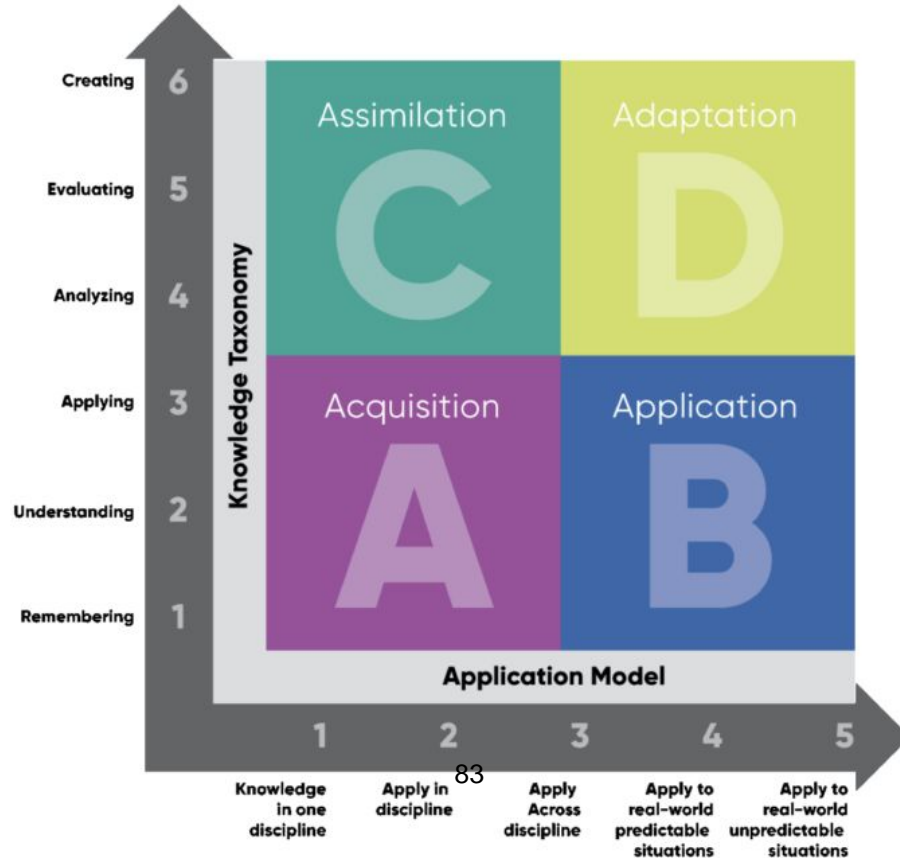 Creating 6
Evaluating 5
Analyzing 4
Applying 3
Understanding 2
Remembering 1
Knowledge Taxonomy
Assimilation
C
Adaptation
D
Acquisition
A
Application
B
Application Model
1 2 3 4 5
83
Knowledge
in one
discipline
Apply in
discipline
Apply
Across
discipline
Apply to
real-world
predictable
situations
Apply to
real-world
unpredictable
situations